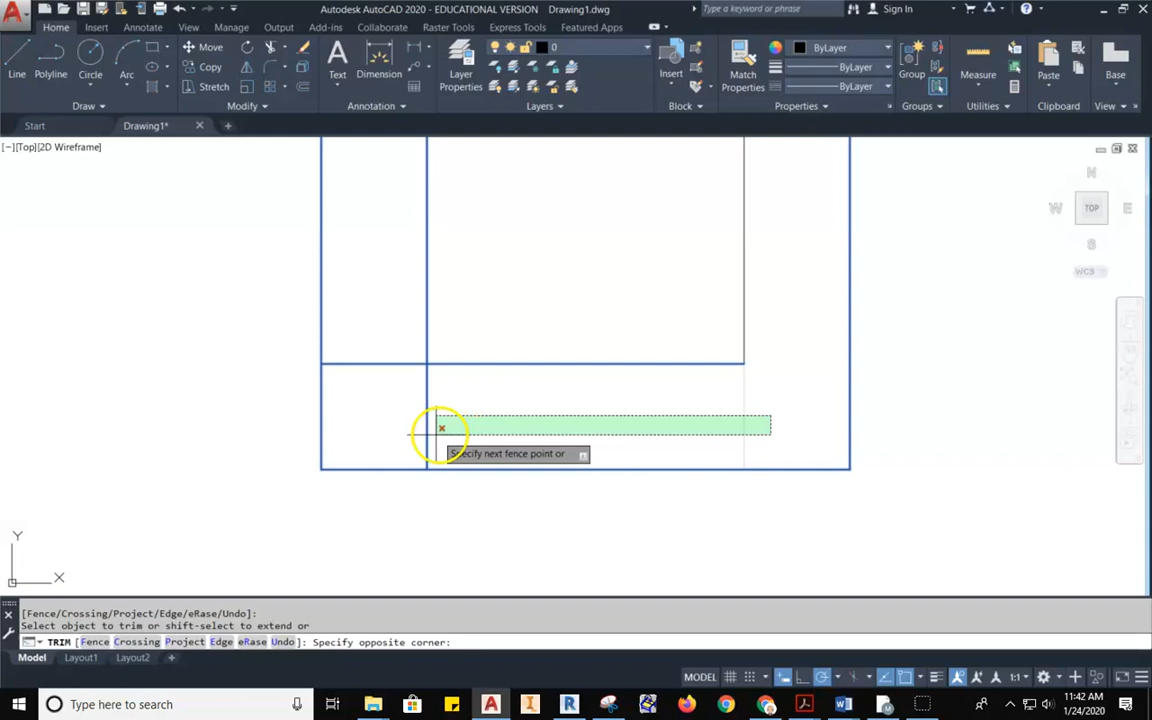 Autodesk AutoCAD 2020 - EDUCATIONAL VERSION Drawing1.dwg
Type a keyword or phrase
Sign In
Home Insert Annotate Parametric View Manage Output Add-ins Collaborate Raster Tools Express Tools Featured Apps
Line Polyline Circle Arc
Move
Copy
Stretch
Text Dimension
Layer
Properties
0
Insert
Match
Properties
ByLayer
ByLayer
ByLayer
Group
Measure
Paste
Base
Draw Modify Annotation Layers Block Properties Groups Utilities Clipboard View
Start Drawing1*
[−][Top][2D Wireframe]
N
W TOP E
S
WCS
Specify next fence point or
Y
X
[Fence/Crossing/Project/Edge/eRase/Undo]:
Select object to trim or shift-select to extend or
TRIM [Fence Crossing Project Edge eRase Undo]: Specify opposite corner:
Model Layout1 Layout2
MODEL 1:1
Type here to search
11:42 AM
1/24/2020